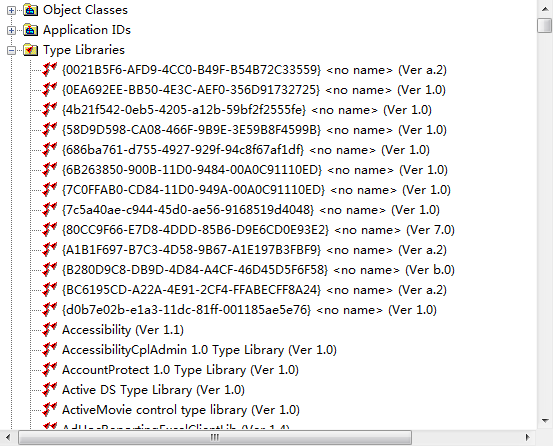 Object Classes
Application IDs
Type Libraries
{0021B5F6-AFD9-4CC0-B49F-B54B72C33559} <no name> (Ver a.2)
{0EA692EE-BB50-4E3C-AEF0-356D91732725} <no name> (Ver 1.0)
{4b21f542-0eb5-4205-a12b-59bf2f2555fe} <no name> (Ver 1.0)
{58D9D598-CA08-466F-9B9E-3E59B8F4599B} <no name> (Ver 1.0)
{686ba761-d755-4927-929f-94c8f67af1df} <no name> (Ver 1.0)
{6B263850-900B-11D0-9484-00A0C91110ED} <no name> (Ver 1.0)
{7C0FFAB0-CD84-11D0-949A-00A0C91110ED} <no name> (Ver 1.0)
{7c5a40ae-c944-45d0-ae56-9168519d4048} <no name> (Ver 1.0)
{80CC9F66-E7D8-4DDD-85B6-D9E6CD0E93E2} <no name> (Ver 7.0)
{A1B1F697-B7C3-4D58-9B67-A1E197B3FBF9} <no name> (Ver a.2)
{B280D9C8-DB9D-4D84-A4CF-46D45D5F6F58} <no name> (Ver b.0)
{BC6195CD-A22A-4E91-2CF4-FFABECFF8A24} <no name> (Ver a.2)
{d0b7e02b-e1a3-11dc-81ff-001185ae5e76} <no name> (Ver 1.0)
Accessibility (Ver 1.1)
AccessibilityCplAdmin 1.0 Type Library (Ver 1.0)
AccountProtect 1.0 Type Library (Ver 1.0)
Active DS Type Library (Ver 1.0)
ActiveMovie control type library (Ver 1.0)
AdHocReportingExcelClientLib (Ver 1.4)